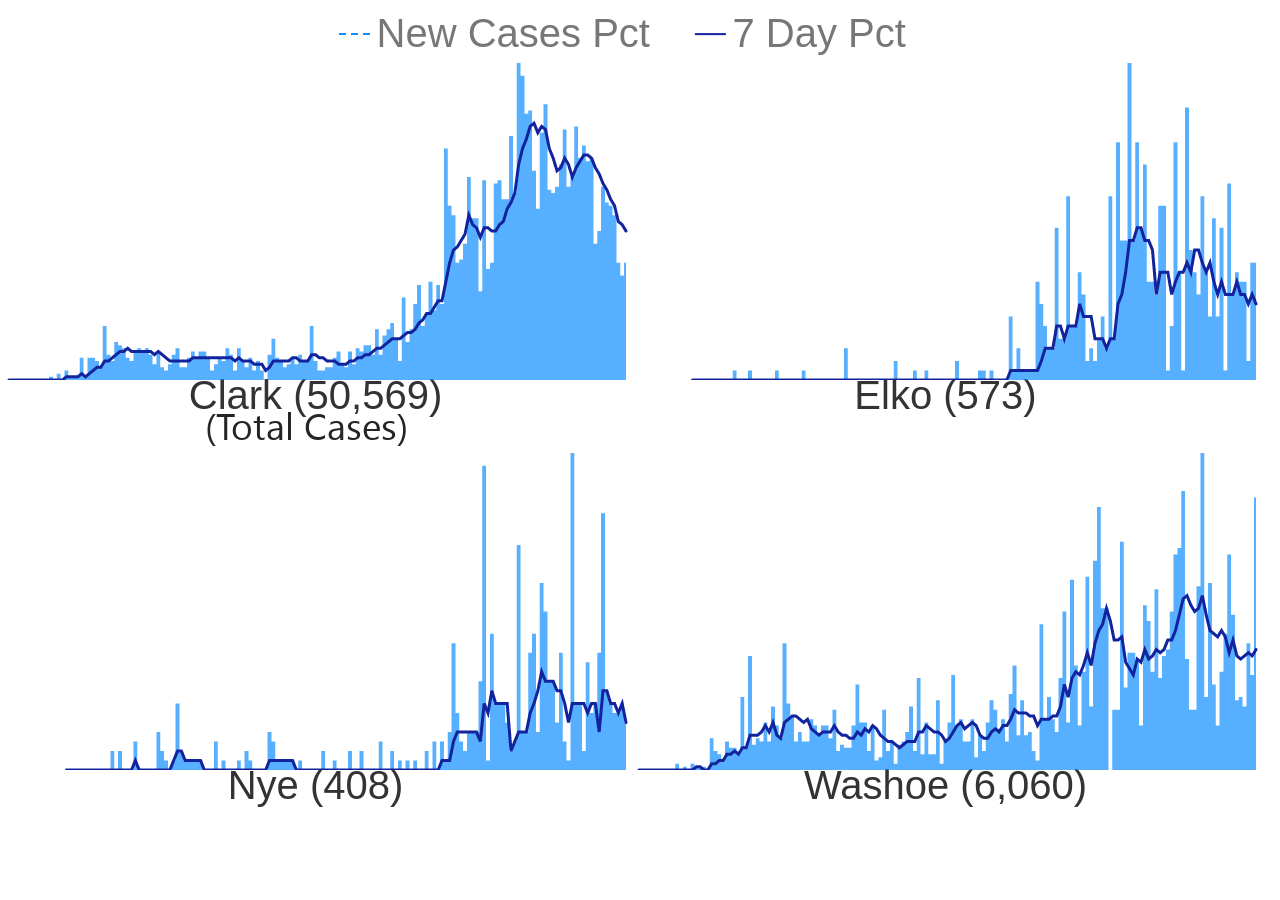 New Cases Pct 7 Day Pct
Clark (50,569)
(Total Cases)
Elko (573)
Nye (408)
Washoe (6,060)